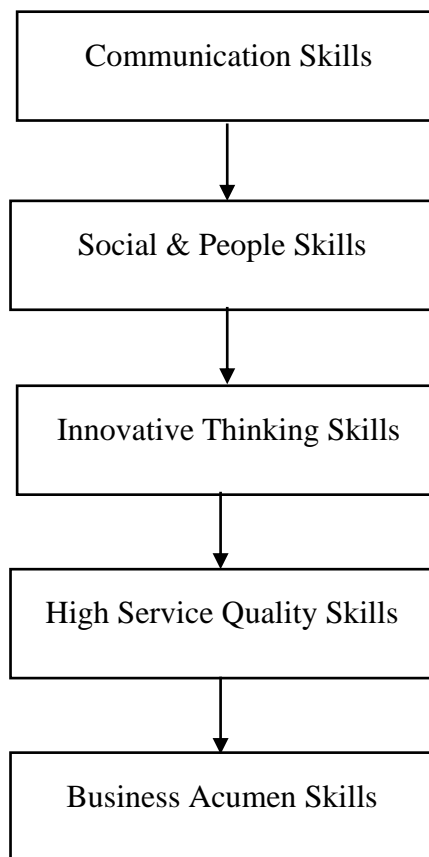 Communication Skills
Social & People Skills
Innovative Thinking Skills
High Service Quality Skills
Business Acumen Skills